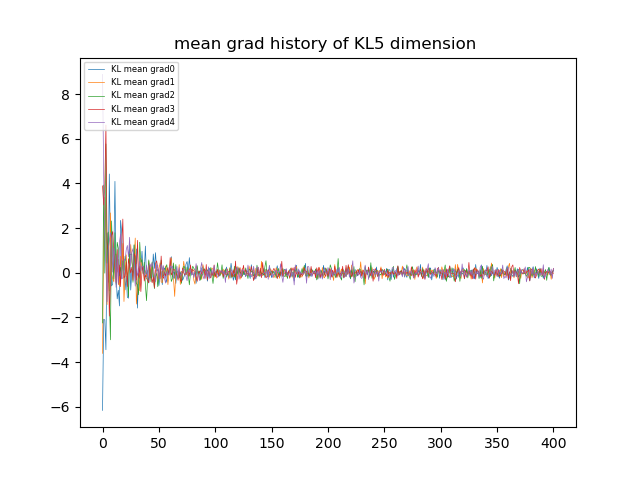 mean grad history of KL5 dimension
KL mean grad0
KL mean grad1
KL mean grad2
KL mean grad3
KL mean grad4
8
6
4
2
0
−2
−4
−6
0 50 100 150 200 250 300 350 400